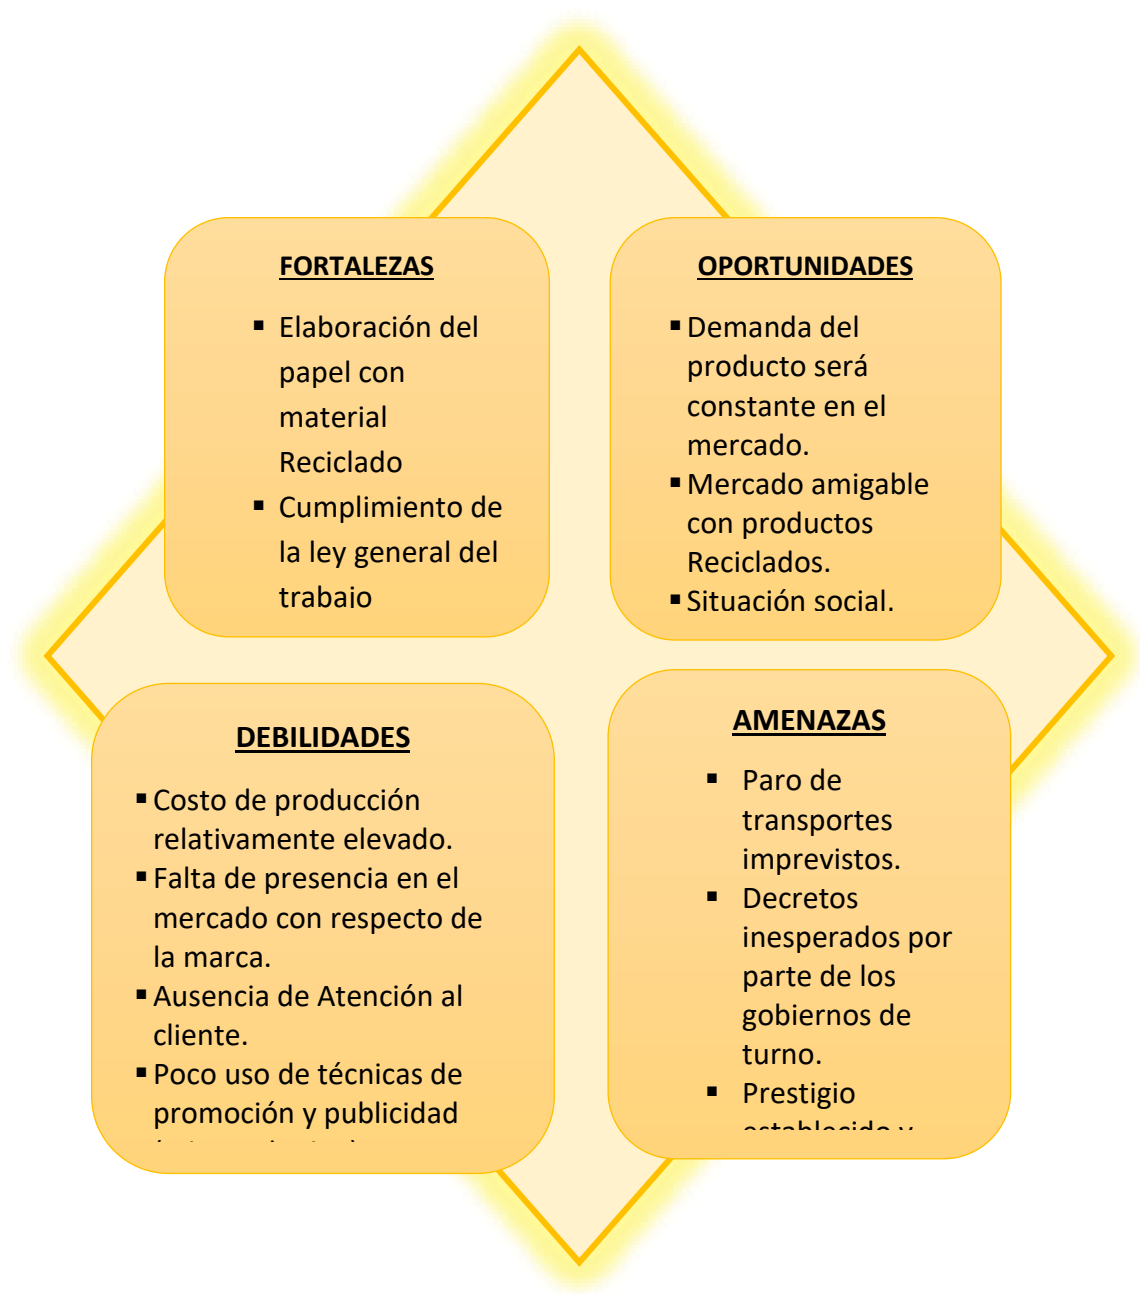 FORTALEZAS
▪ Elaboración del
papel con
material
Reciclado
▪ Cumplimiento de
la ley general del
trabajo
OPORTUNIDADES
▪ Demanda del
producto será
constante en el
mercado.
▪ Mercado amigable
con productos
Reciclados.
▪ Situación social.
DEBILIDADES
▪ Costo de producción
relativamente elevado.
▪ Falta de presencia en el
mercado con respecto de
la marca.
▪ Ausencia de Atención al
cliente.
▪ Poco uso de técnicas de
promoción y publicidad
AMENAZAS
▪ Paro de
transportes
imprevistos.
▪ Decretos
inesperados por
parte de los
gobiernos de
turno.
▪ Prestigio
establecido y